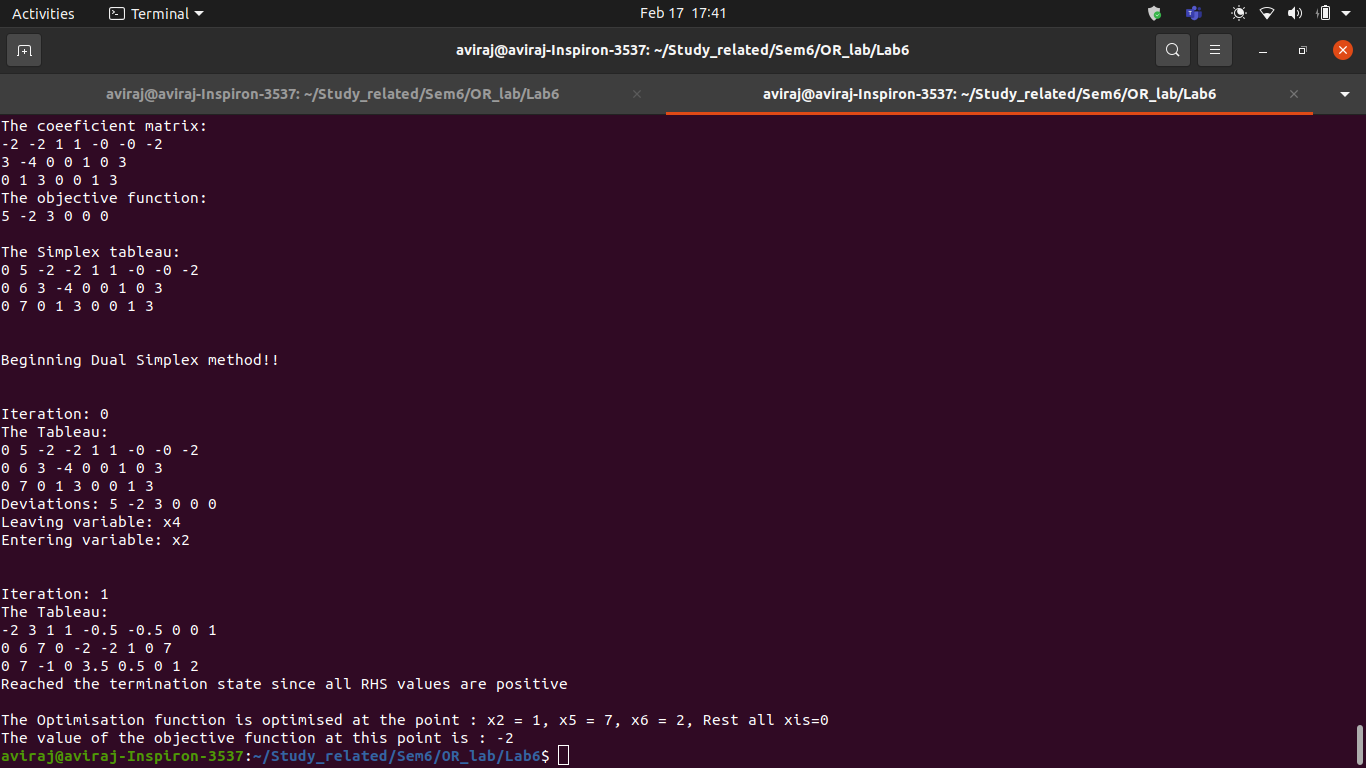 Activities Terminal Feb 17 17:41
aviraj@aviraj-Inspiron-3537: ~/Study_related/Sem6/OR_lab/Lab6
aviraj@aviraj-Inspiron-3537: ~/Study_related/Sem6/OR_lab/Lab6 aviraj@aviraj-Inspiron-3537: ~/Study_related/Sem6/OR_lab/Lab6
The coeeficient matrix:
-2 -2 1 1 -0 -0 -2
3 -4 0 0 1 0 3
0 1 3 0 0 1 3
The objective function:
5 -2 3 0 0 0
The Simplex tableau:
0 5 -2 -2 1 1 -0 -0 -2
0 6 3 -4 0 0 1 0 3
0 7 0 1 3 0 0 1 3
Beginning Dual Simplex method!!
Iteration: 0
The Tableau:
0 5 -2 -2 1 1 -0 -0 -2
0 6 3 -4 0 0 1 0 3
0 7 0 1 3 0 0 1 3
Deviations: 5 -2 3 0 0 0
Leaving variable: x4
Entering variable: x2
Iteration: 1
The Tableau:
-2 3 1 1 -0.5 -0.5 0 0 1
0 6 7 0 -2 -2 1 0 7
0 7 -1 0 3.5 0.5 0 1 2
Reached the termination state since all RHS values are positive
The Optimisation function is optimised at the point : x2 = 1, x5 = 7, x6 = 2, Rest all xis=0
The value of the objective function at this point is : -2
aviraj@aviraj-Inspiron-3537:~/Study_related/Sem6/OR_lab/Lab6$